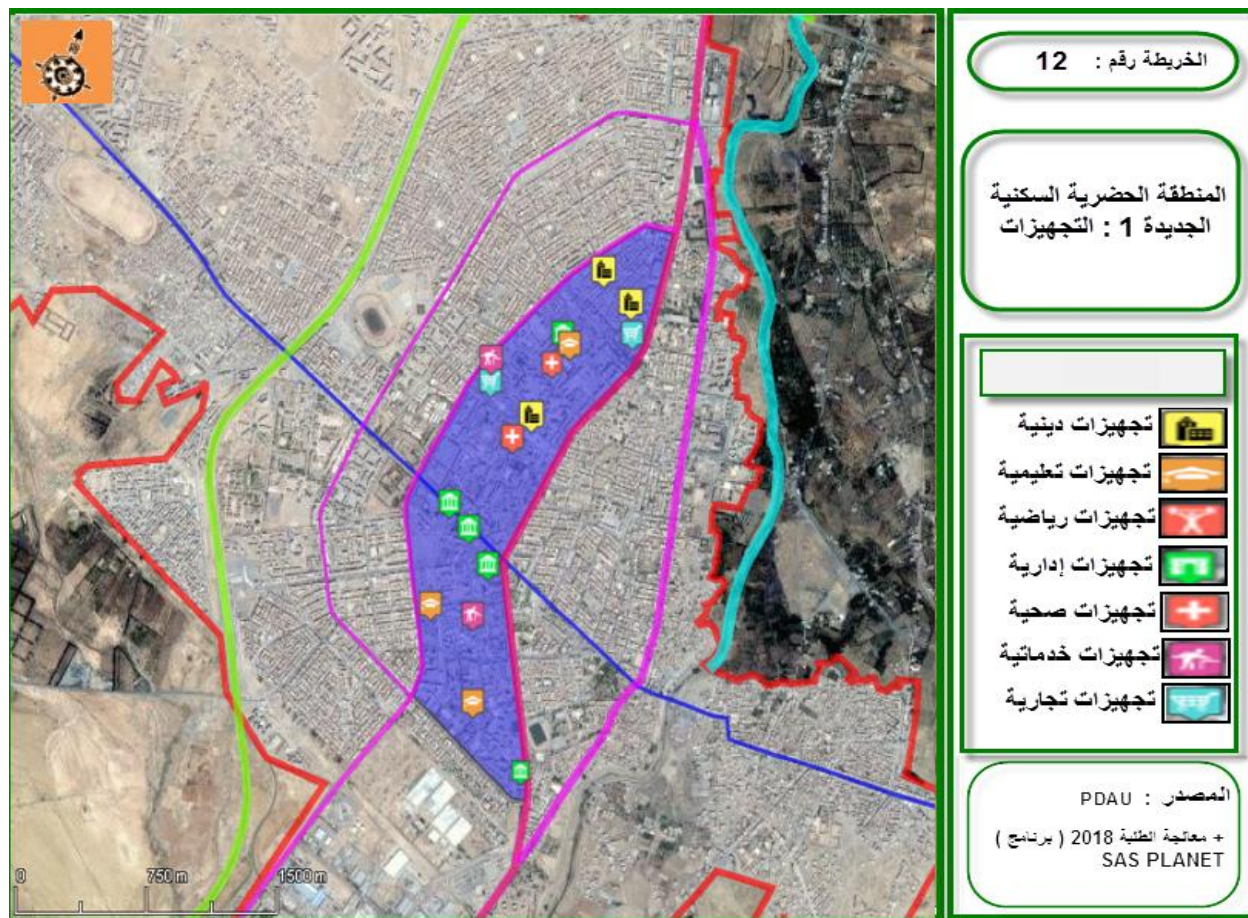 الخريطة رقم : 12
المنطقة الحضرية السكنية
الجديدة 1 : التجهيزات
تجهيزات دينية
تجهيزات تعليمية
تجهيزات رياضية
تجهيزات إدارية
تجهيزات صحية
تجهيزات خدماتية
تجهيزات تجارية
المصدر : PDAU
+ معالجة الطلبة 2018 ( برنامج )
SAS PLANET
0 750 m 1500 m